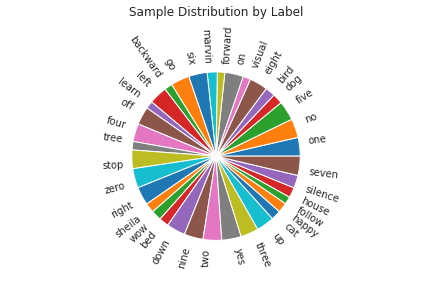 Sample Distribution by Label
one
no
five
dog
bird
eight
visual
on
forward
marvin
six
go
backward
left
learn
off
four
tree
stop
zero
right
sheila
wow
bed
down
nine
two
yes
three
up
cat
happy
follow
house
silence
seven